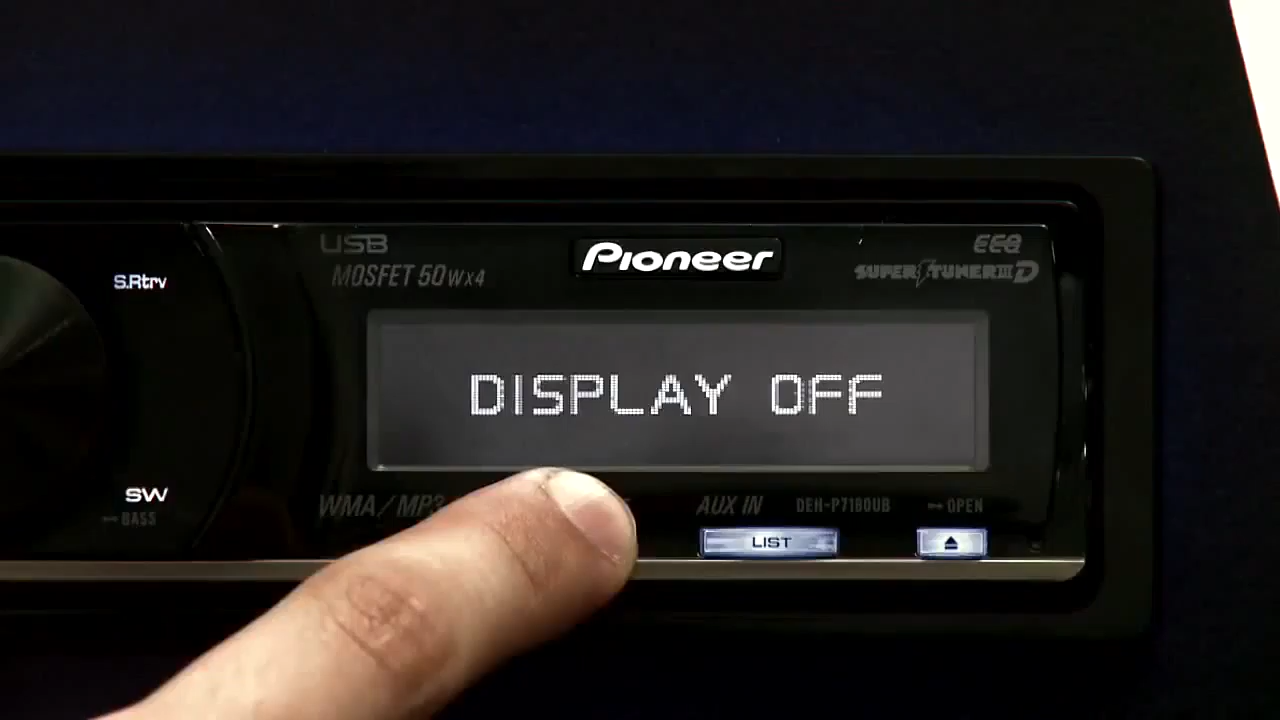 USB
Pioneer
EEQ
MOSFET 50Wx4
SUPER TUNER III D
S.Rtrv
DISPLAY OFF
SW
BASS
WMA/MP3
AUX IN
DEH-P7180UB
OPEN
LIST